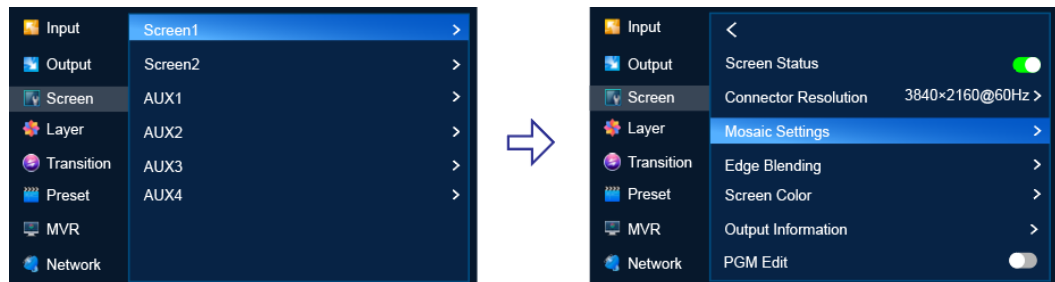 Input
Output
Screen
Layer
Transition
Preset
MVR
Network
Screen1 >
Screen2 >
AUX1 >
AUX2 >
AUX3 >
AUX4 >
Input
Output
Screen
Layer
Transition
Preset
MVR
Network
<
Screen Status
Connector Resolution 3840×2160@60Hz >
Mosaic Settings >
Edge Blending >
Screen Color >
Output Information >
PGM Edit